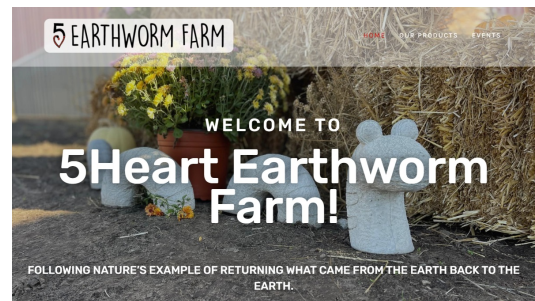 5 EARTHWORM FARM
HOME OUR PRODUCTS EVENTS
WELCOME TO
5Heart Earthworm
Farm!
FOLLOWING NATURE'S EXAMPLE OF RETURNING WHAT CAME FROM THE EARTH BACK TO THE
EARTH.